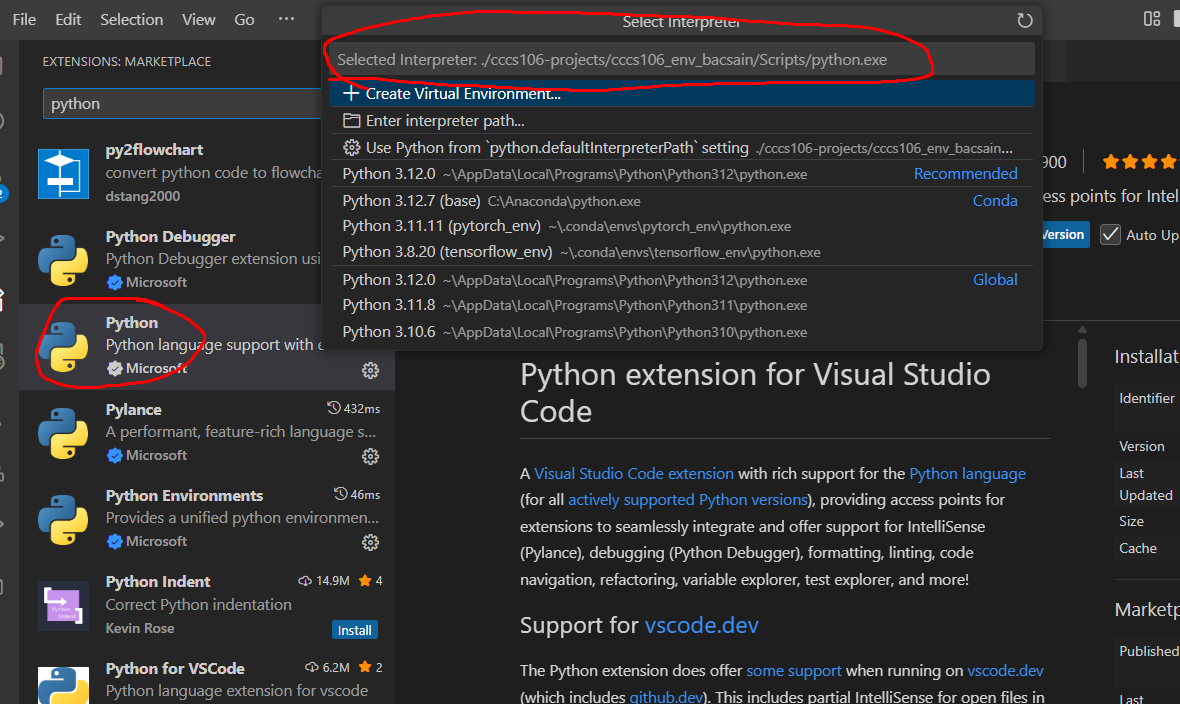 File Edit Selection View Go ...
Select Interpreter
EXTENSIONS: MARKETPLACE
python
Selected Interpreter: ./cccs106-projects/cccs106_env_bacsain/Scripts/python.exe
+ Create Virtual Environment...
Enter interpreter path...
Use Python from `python.defaultInterpreterPath` setting ./cccs106-projects/cccs106_env_bacsain...
Python 3.12.0 ~\AppData\Local\Programs\Python\Python312\python.exe Recommended
Python 3.12.7 (base) C:\Anaconda\python.exe Conda
Python 3.11.11 (pytorch_env) ~\.conda\envs\pytorch_env\python.exe
Python 3.8.20 (tensorflow_env) ~\.conda\envs\tensorflow_env\python.exe
Python 3.12.0 ~\AppData\Local\Programs\Python\Python312\python.exe Global
Python 3.11.8 ~\AppData\Local\Programs\Python\Python311\python.exe
Python 3.10.6 ~\AppData\Local\Programs\Python\Python310\python.exe
py2flowchart
convert python code to flowcha
dstang2000
Python Debugger
Python Debugger extension usi
Microsoft
Python
Python language support with e
Microsoft
Pylance 432ms
A performant, feature-rich language s...
Microsoft
Python Environments 46ms
Provides a unified python environmen...
Microsoft
Python Indent 14.9M 4
Correct Python indentation
Kevin Rose Install
Python for VSCode 6.2M 2
Python language extension for vscode
900
ess points for Intel
Version Auto Up
Python extension for Visual Studio
Code
A Visual Studio Code extension with rich support for the Python language
(for all actively supported Python versions), providing access points for
extensions to seamlessly integrate and offer support for IntelliSense
(Pylance), debugging (Python Debugger), formatting, linting, code
navigation, refactoring, variable explorer, test explorer, and more!
Support for vscode.dev
The Python extension does offer some support when running on vscode.dev
(which includes github.dev). This includes partial IntelliSense for open files in
Installat
Identifier
Version
Last
Updated
Size
Cache
Marketp
Published
Last